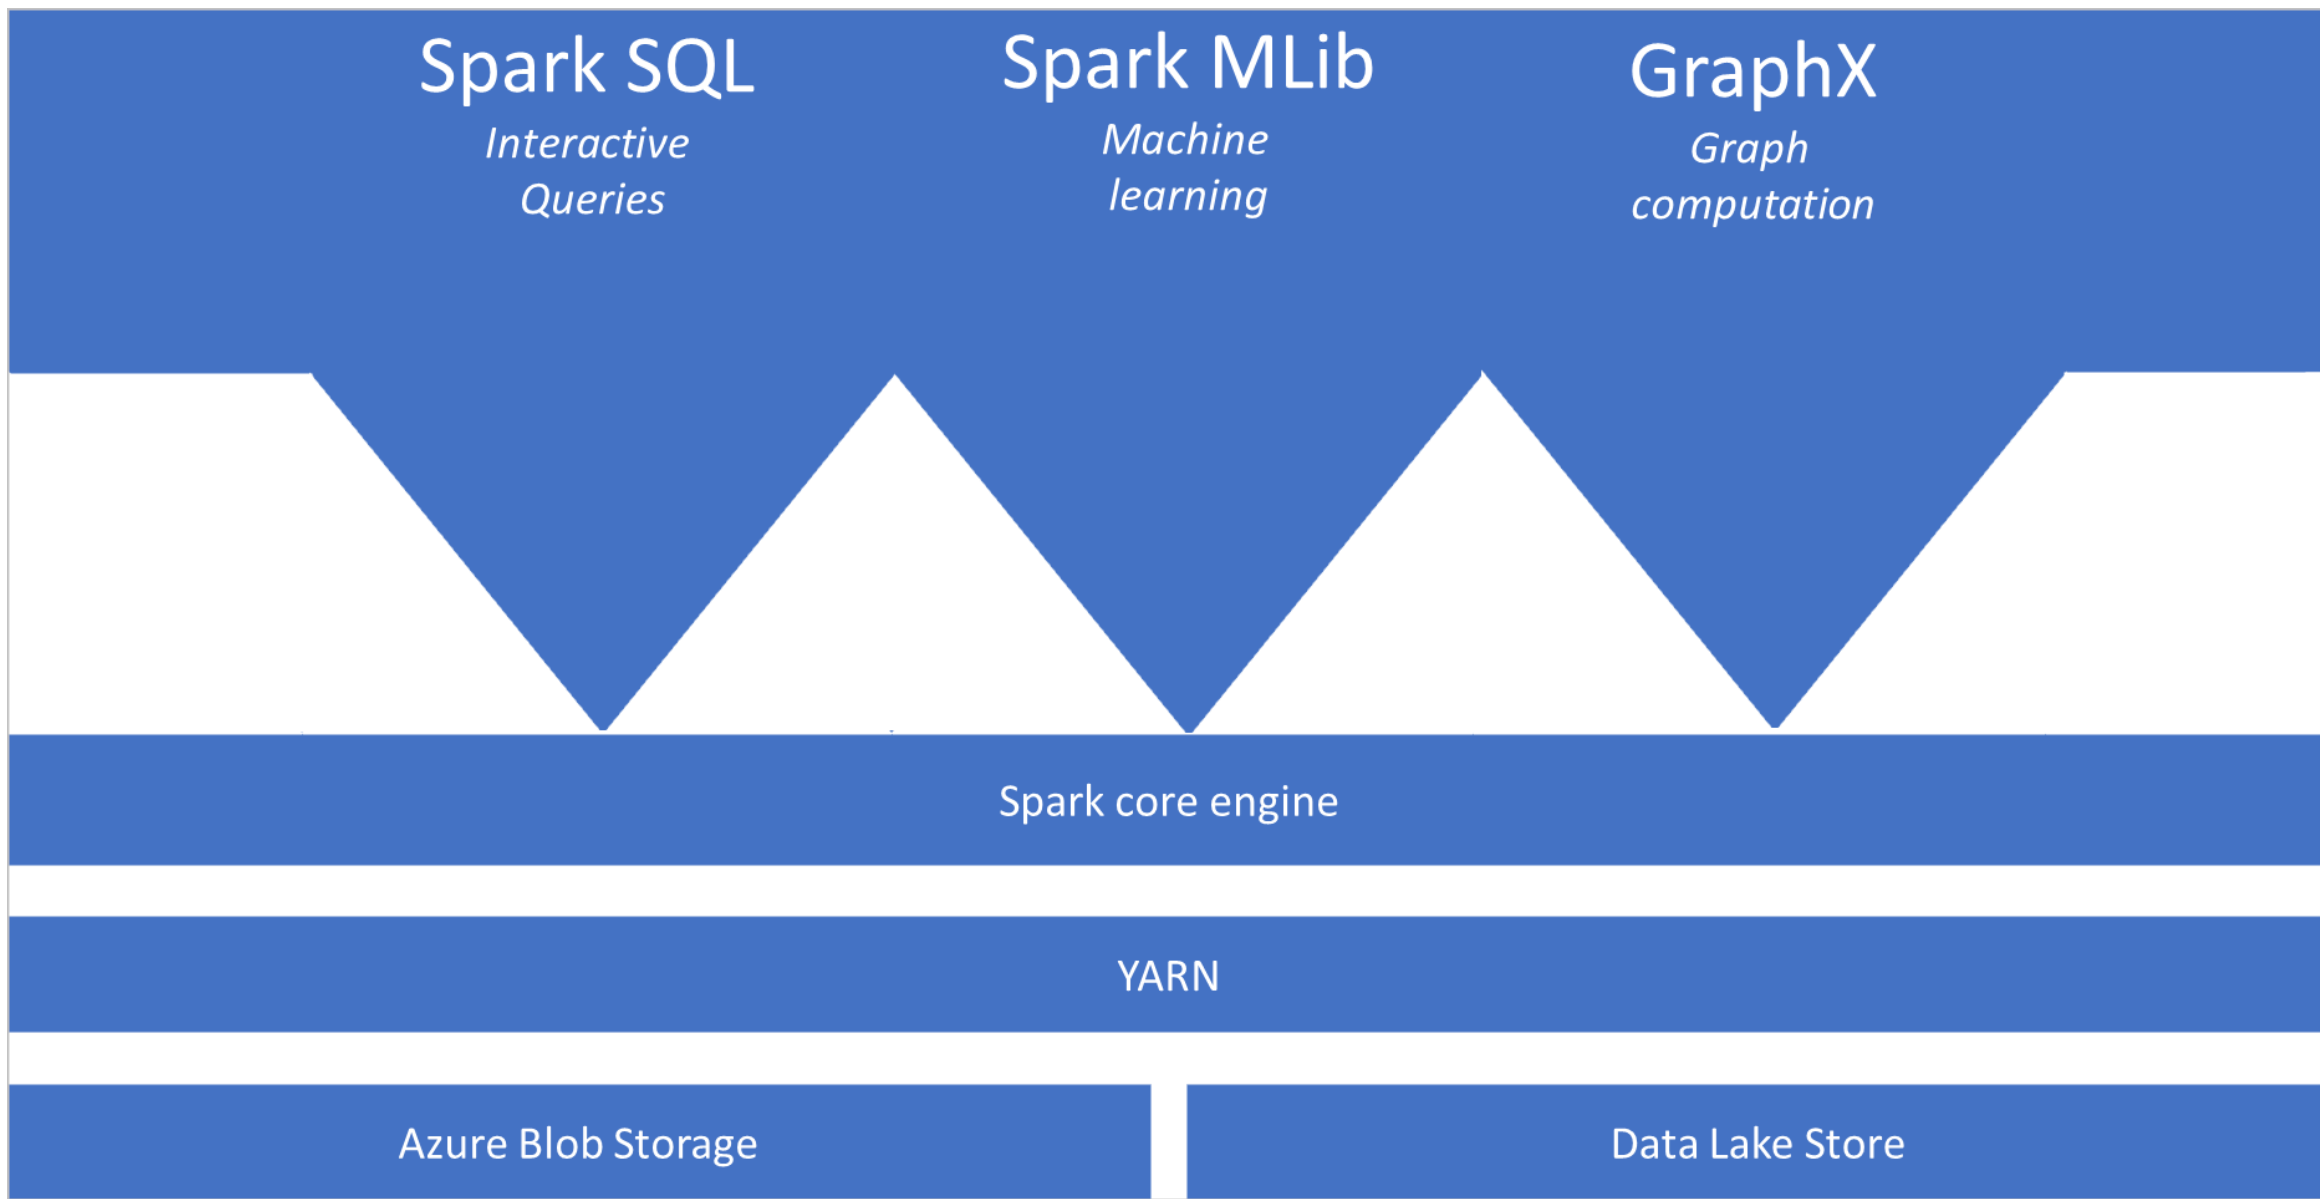 Spark SQL
Interactive
Queries
Spark MLib
Machine
learning
GraphX
Graph
computation
Spark core engine
YARN
Azure Blob Storage
Data Lake Store